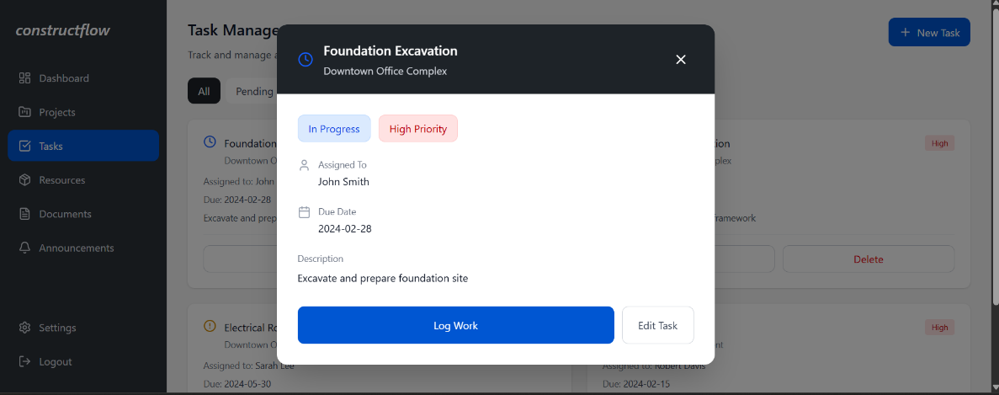 constructflow
Dashboard
Projects
Tasks
Resources
Documents
Announcements
Settings
Logout
Task Manage
Track and manage
New Task
All
Pending
Foundation
Downtown O
Assigned to: John
Due: 2024-02-28
Excavate and prep
High
Delete
Electrical
Downtown O
Assigned to: Sarah Lee
Due: 2024-05-30
High
Assigned to: Robert Davis
Due: 2024-02-15
framework
Foundation Excavation
Downtown Office Complex
In Progress
High Priority
Assigned To
John Smith
Due Date
2024-02-28
Description
Excavate and prepare foundation site
Log Work
Edit Task